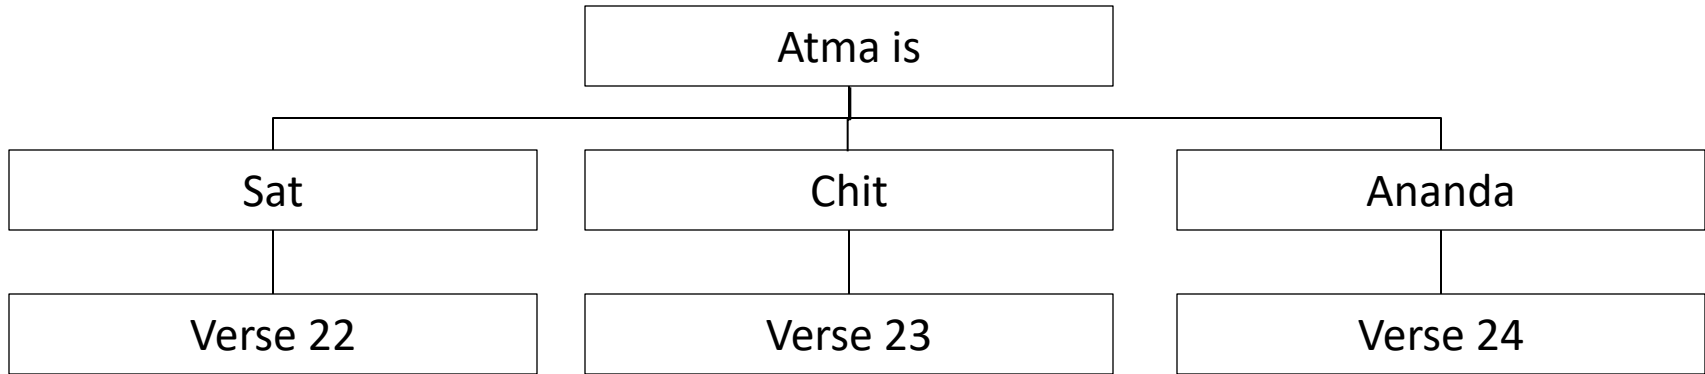 Atma is
Sat
Chit
Ananda
Verse 22
Verse 23
Verse 24